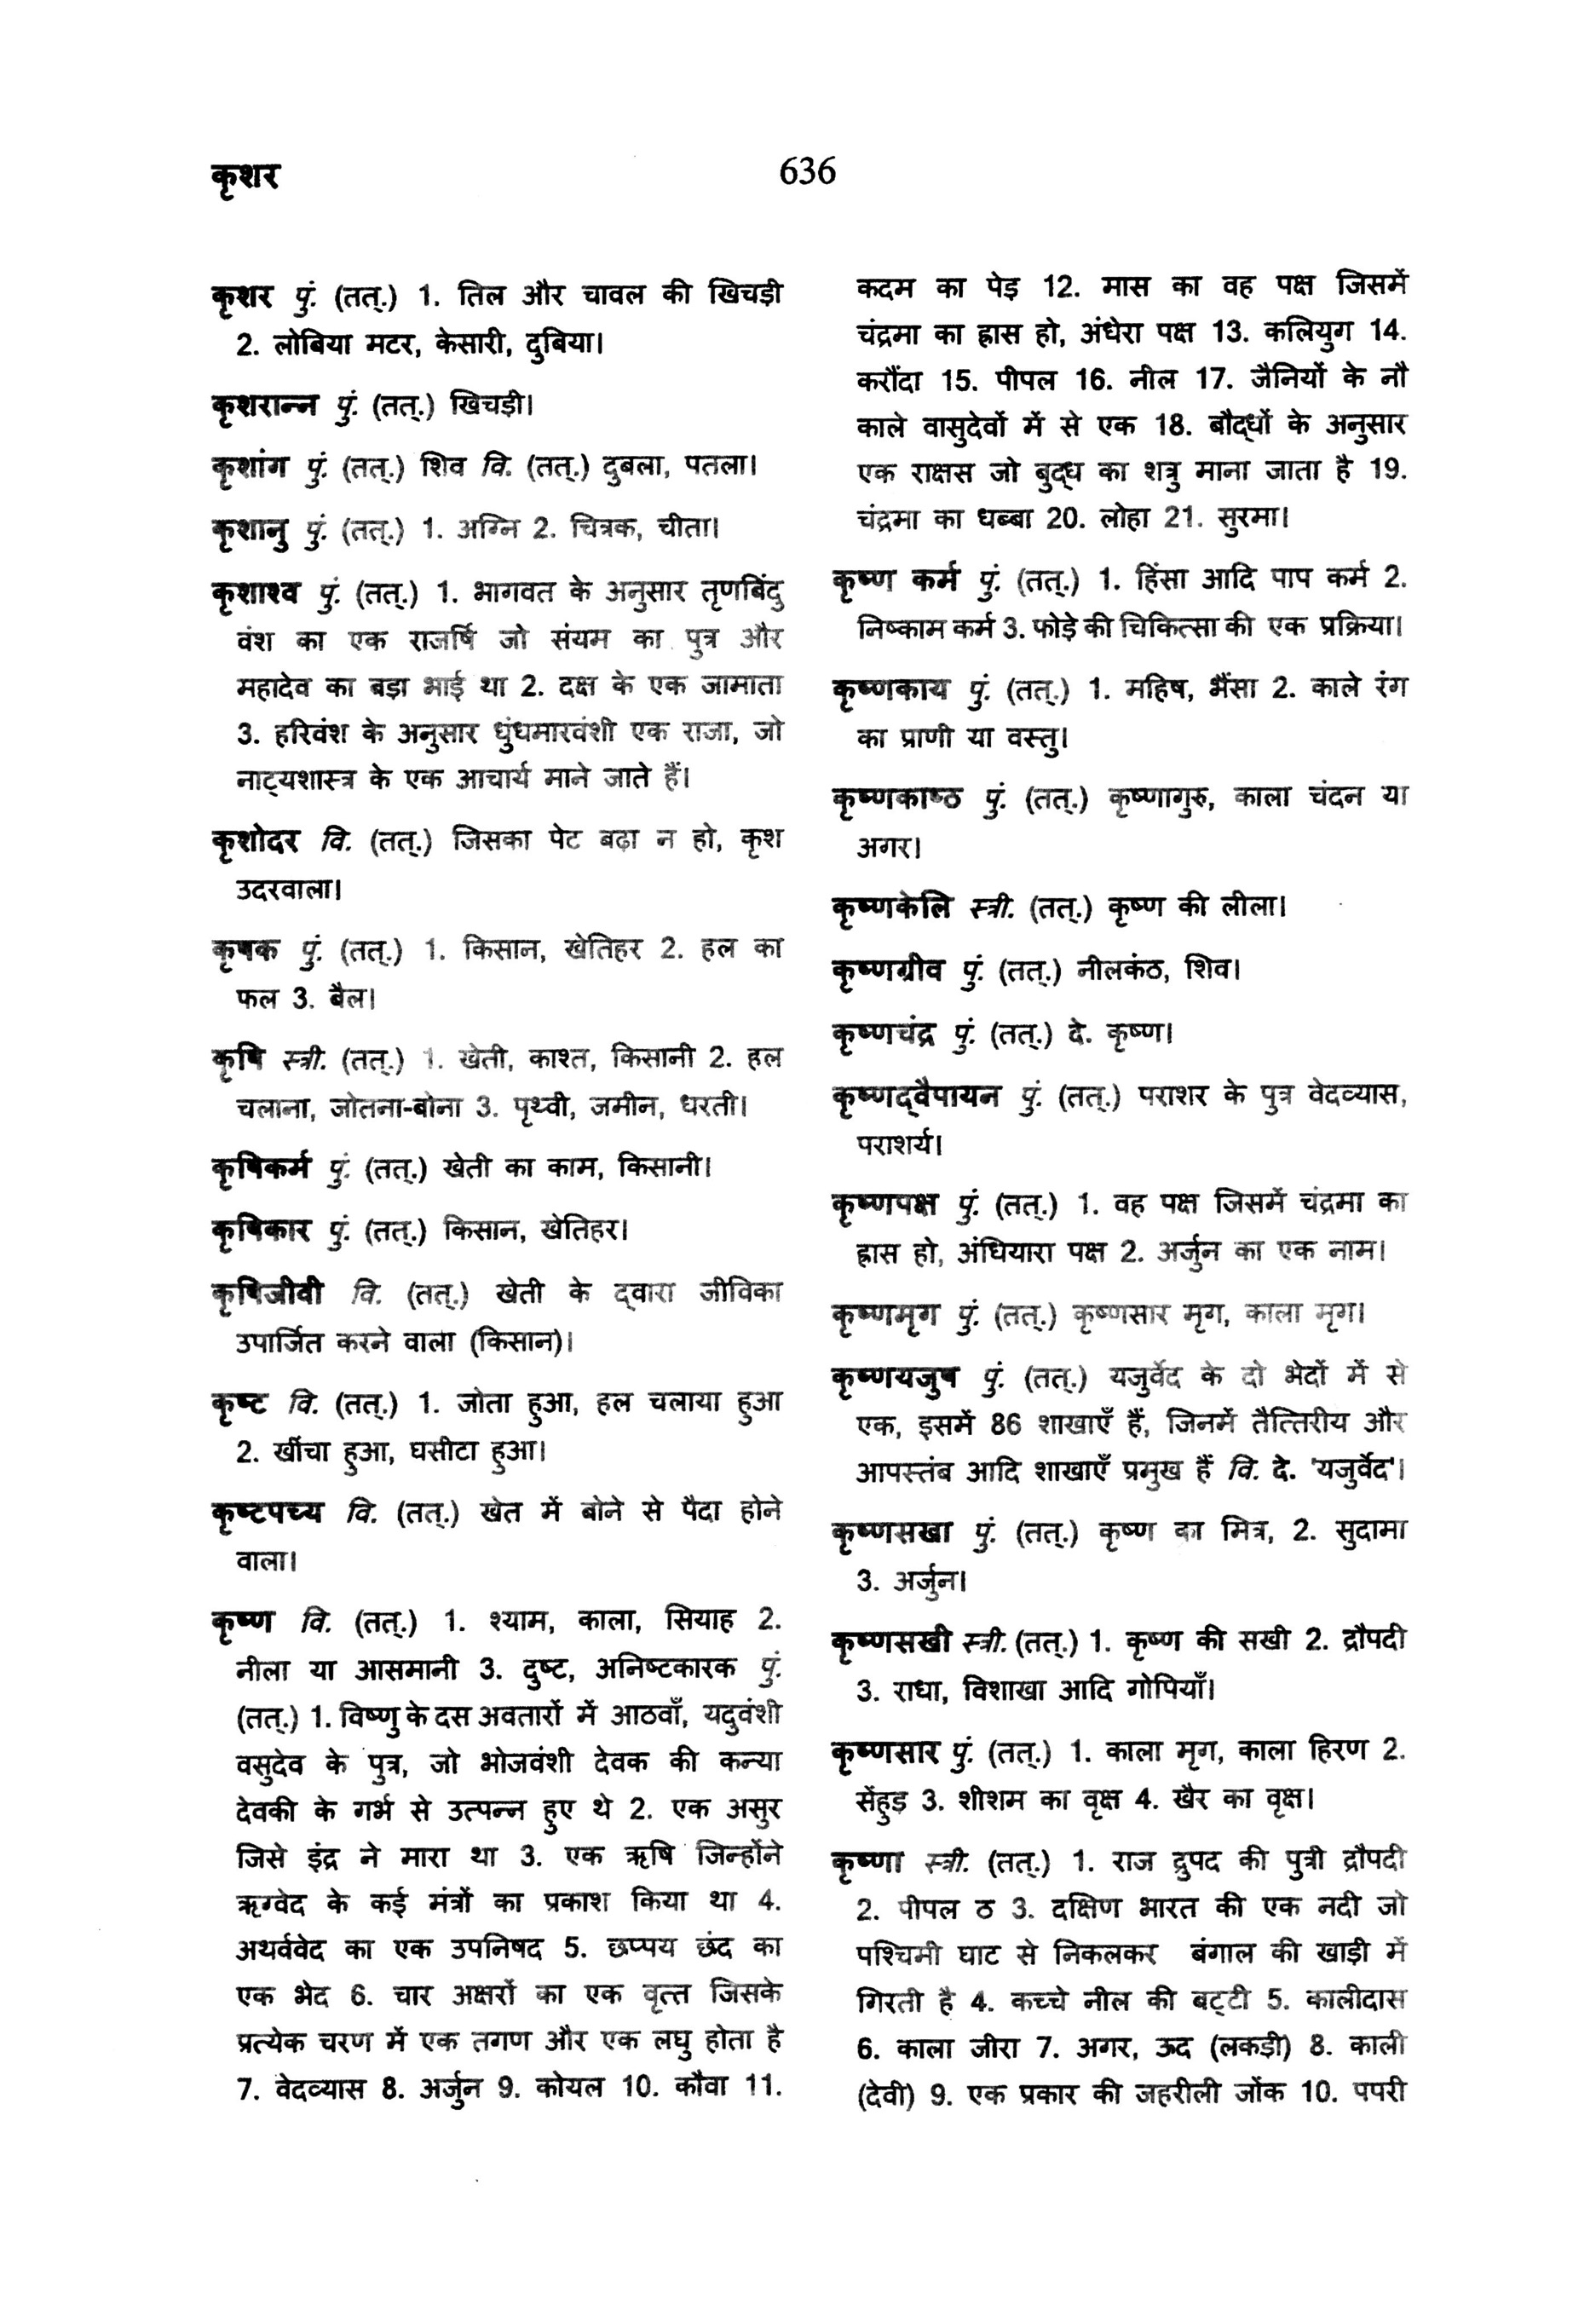 कृशर
636
कृशर पुं. (तत्.) 1. तिल और चावल की खिचड़ी
2. लोबिया मटर, केसारी, दुबिया।
कृशरान्न पुं. (तत्.) खिचड़ी।
कृशांग पुं. (तत्.) शिव वि. (तत्.) दुबला, पतला।
कृशानु पुं. (तत्.) 1. अग्नि 2. चित्रक, चीता।
कृशाश्व पुं. (तत्.) 1. भागवत के अनुसार तृणबिंदु
वंश का एक राजर्षि जो संयम का पुत्र और
महादेव का बड़ा भाई था 2. दक्ष के एक जामाता
3. हरिवंश के अनुसार धुंधमारवंशी एक राजा, जो
नाट्यशास्त्र के एक आचार्य माने जाते हैं।
कृशोदर वि. (तत्.) जिसका पेट बढ़ा न हो, कृश
उदरवाला।
कृषक पुं. (तत्.) 1. किसान, खेतिहर 2. हल का
फल 3. बैल।
कृषि स्त्री. (तत्.) 1. खेती, काश्त, किसानी 2. हल
चलाना, जोतना-बोना 3. पृथ्वी, जमीन, धरती।
कृषिकर्म पुं. (तत्.) खेती का काम, किसानी।
कृषिकार पुं. (तत्.) किसान, खेतिहर।
कृषिजीवी वि. (तत्.) खेती के द्वारा जीविका
उपार्जित करने वाला (किसान)।
कृष्ट वि. (तत्.) 1. जोता हुआ, हल चलाया हुआ
2. खींचा हुआ, घसीटा हुआ।
कृष्टपच्य वि. (तत्.) खेत में बोने से पैदा होने
वाला।
कृष्ण वि. (तत्.) 1. श्याम, काला, सियाह 2.
नीला या आसमानी 3. दुष्ट, अनिष्टकारक पुं.
(तत्.) 1. विष्णु के दस अवतारों में आठवाँ, यदुवंशी
वसुदेव के पुत्र, जो भोजवंशी देवक की कन्या
देवकी के गर्भ से उत्पन्न हुए थे 2. एक असुर
जिसे इंद्र ने मारा था 3. एक ऋषि जिन्होंने
ऋग्वेद के कई मंत्रों का प्रकाश किया था 4.
अथर्ववेद का एक उपनिषद 5. छप्पय छंद का
एक भेद 6. चार अक्षरों का एक वृत्त जिसके
प्रत्येक चरण में एक तगण और एक लघु होता है
7. वेदव्यास 8. अर्जुन 9. कोयल 10. कौवा 11.
कदम का पेड़ 12. मास का वह पक्ष जिसमें
चंद्रमा का ह्रास हो, अंधेरा पक्ष 13. कलियुग 14.
करौंदा 15. पीपल 16. नील 17. जैनियों के नौ
काले वासुदेवों में से एक 18. बौद्धों के अनुसार
एक राक्षस जो बुद्ध का शत्रु माना जाता है 19.
चंद्रमा का धब्बा 20. लोहा 21. सुरमा।
कृष्ण कर्म पुं. (तत्.) 1. हिंसा आदि पाप कर्म 2.
निष्काम कर्म 3. फोड़े की चिकित्सा की एक प्रक्रिया।
कृष्णकाय पुं. (तत्.) 1. महिष, भैंसा 2. काले रंग
का प्राणी या वस्तु।
कृष्णकाष्ठ पुं. (तत्.) कृष्णागुरु, काला चंदन या
अगर।
कृष्णकेलि स्त्री. (तत्.) कृष्ण की लीला।
कृष्णग्रीव पुं. (तत्.) नीलकंठ, शिव।
कृष्णचंद्र पुं. (तत्.) दे. कृष्ण।
कृष्णद्वैपायन पुं. (तत्.) पराशर के पुत्र वेदव्यास,
पराशर्य।
कृष्णपक्ष पुं. (तत्.) 1. वह पक्ष जिसमें चंद्रमा का
ह्रास हो, अंधियारा पक्ष 2. अर्जुन का एक नाम।
कृष्णमृग पुं. (तत्.) कृष्णसार मृग, काला मृग।
कृष्णयजुष पुं. (तत्.) यजुर्वेद के दो भेदों में से
एक, इसमें 86 शाखाएँ हैं, जिनमें तैत्तिरीय और
आपस्तंब आदि शाखाएँ प्रमुख हैं वि. दे. 'यजुर्वेद'।
कृष्णसखा पुं. (तत्.) कृष्ण का मित्र, 2. सुदामा
3. अर्जुन।
कृष्णसखी स्त्री. (तत्.) 1. कृष्ण की सखी 2. द्रौपदी
3. राधा, विशाखा आदि गोपियाँ।
कृष्णसार पुं. (तत्.) 1. काला मृग, काला हिरण 2.
सेंहुड़ 3. शीशम का वृक्ष 4. खैर का वृक्ष।
कृष्णा स्त्री. (तत्.) 1. राज द्रुपद की पुत्री द्रौपदी
2. पीपल ठ 3. दक्षिण भारत की एक नदी जो
पश्चिमी घाट से निकलकर बंगाल की खाड़ी में
गिरती है 4. कच्चे नील की बट्टी 5. कालीदास
6. काला जीरा 7. अगर, ऊद (लकड़ी) 8. काली
(देवी) 9. एक प्रकार की जहरीली जोंक 10. पपरी